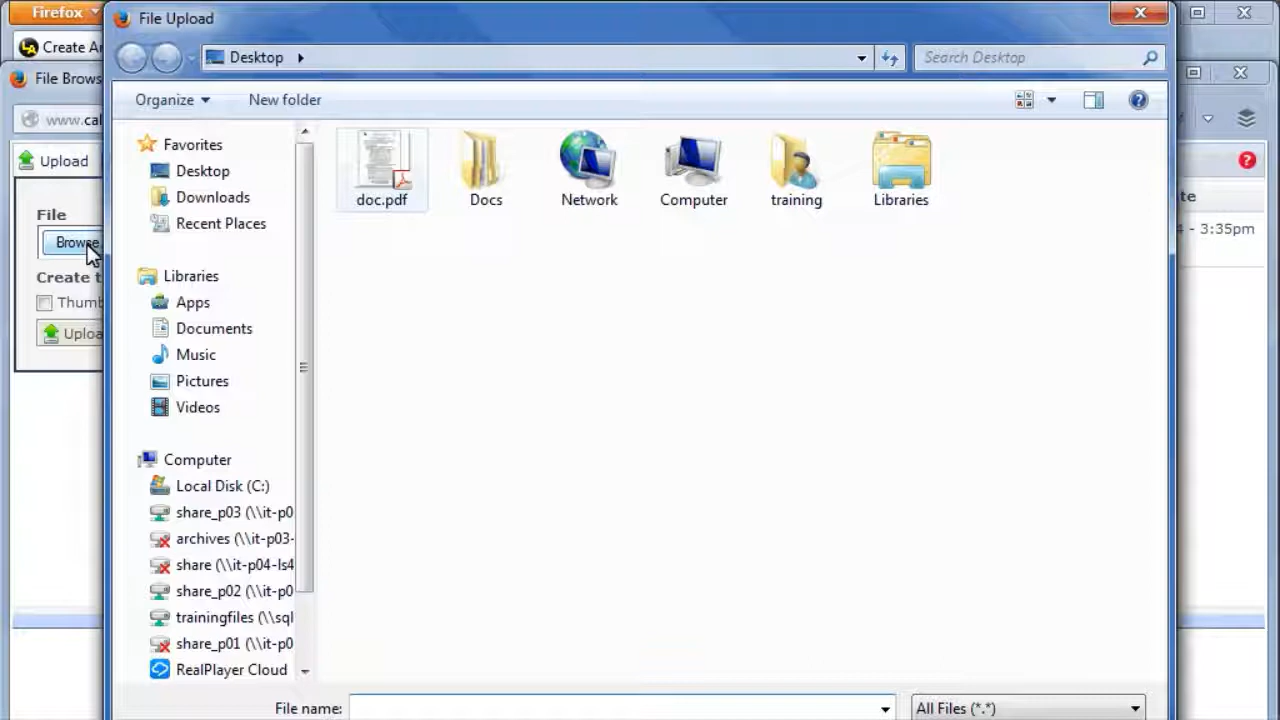 Firefox
File Upload
Create Ar
File Brows
Desktop
Search Desktop
www.cal
Organize
New folder
Upload
Favorites
Desktop
Downloads
Recent Places
doc.pdf
Docs
Network
Computer
training
Libraries
te
4 - 3:35pm
File
Browse
Create t
Thumb
Uploa
Libraries
Apps
Documents
Music
Pictures
Videos
Computer
Local Disk (C:)
share_p03 (\\it-p0
archives (\\it-p03-
share (\\it-p04-ls4
share_p02 (\\it-p0
trainingfiles (\\sql
share_p01 (\\it-p0
RealPlayer Cloud
File name:
All Files (*.*)